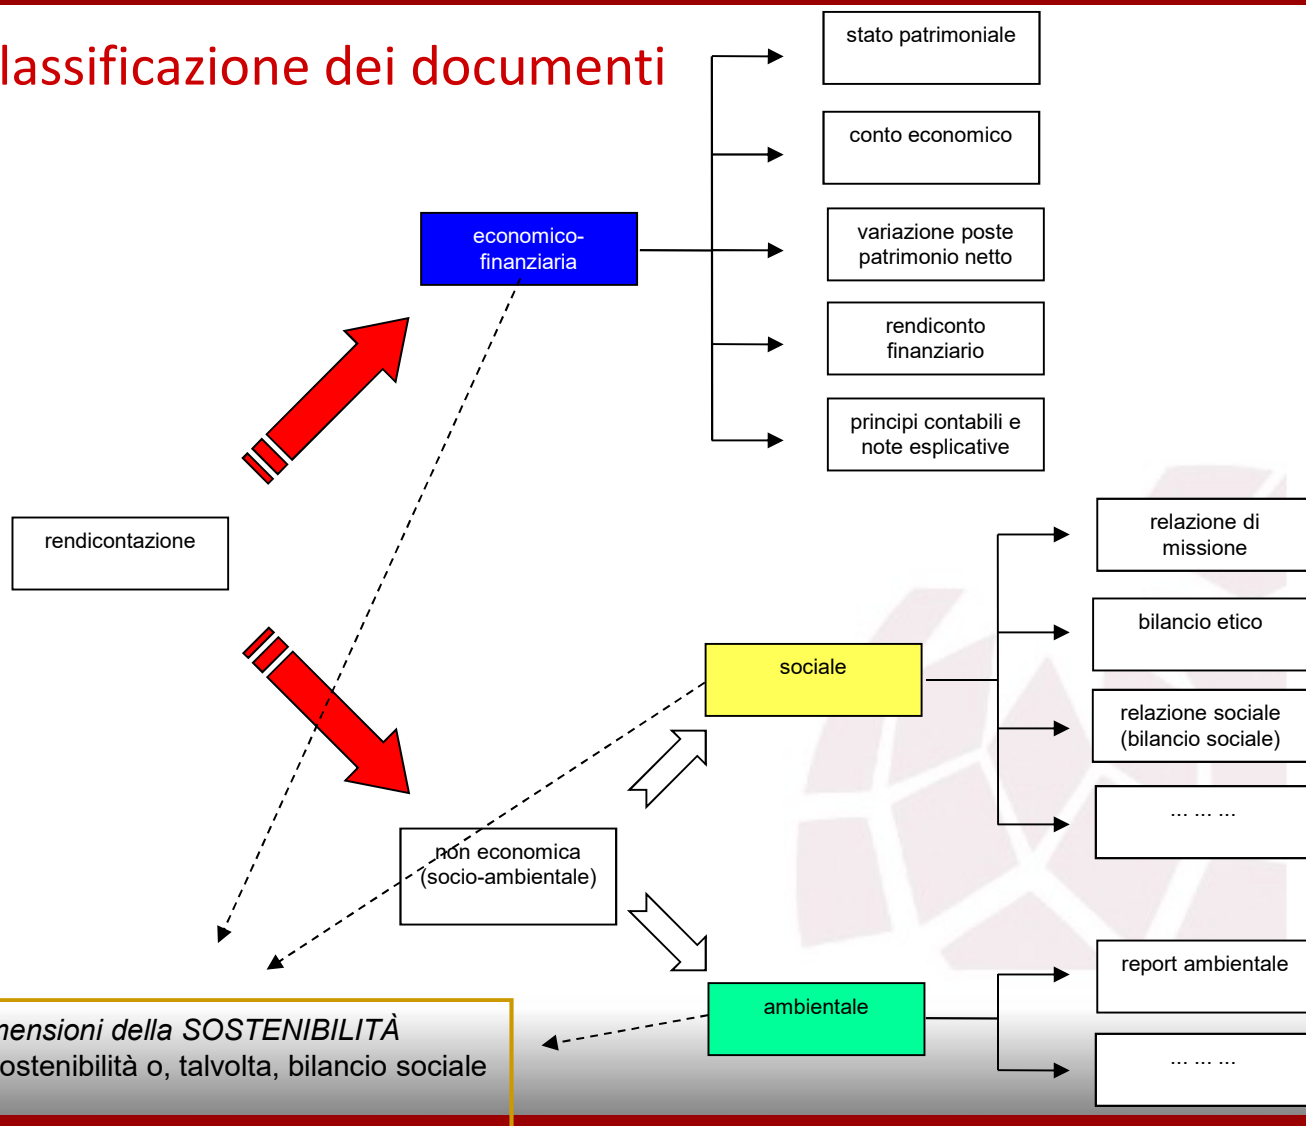 lassificazione dei documenti
stato patrimoniale
conto economico
economico-
finanziaria
variazione poste
patrimonio netto
rendiconto
finanziario
principi contabili e
note esplicative
rendicontazione
relazione di
missione
bilancio etico
sociale
relazione sociale
(bilancio sociale)
... ... ...
non economica
(socio-ambientale)
report ambientale
ambientale
... ... ...
mensioni della SOSTENIBILITÀ
ostenibilità o, talvolta, bilancio sociale